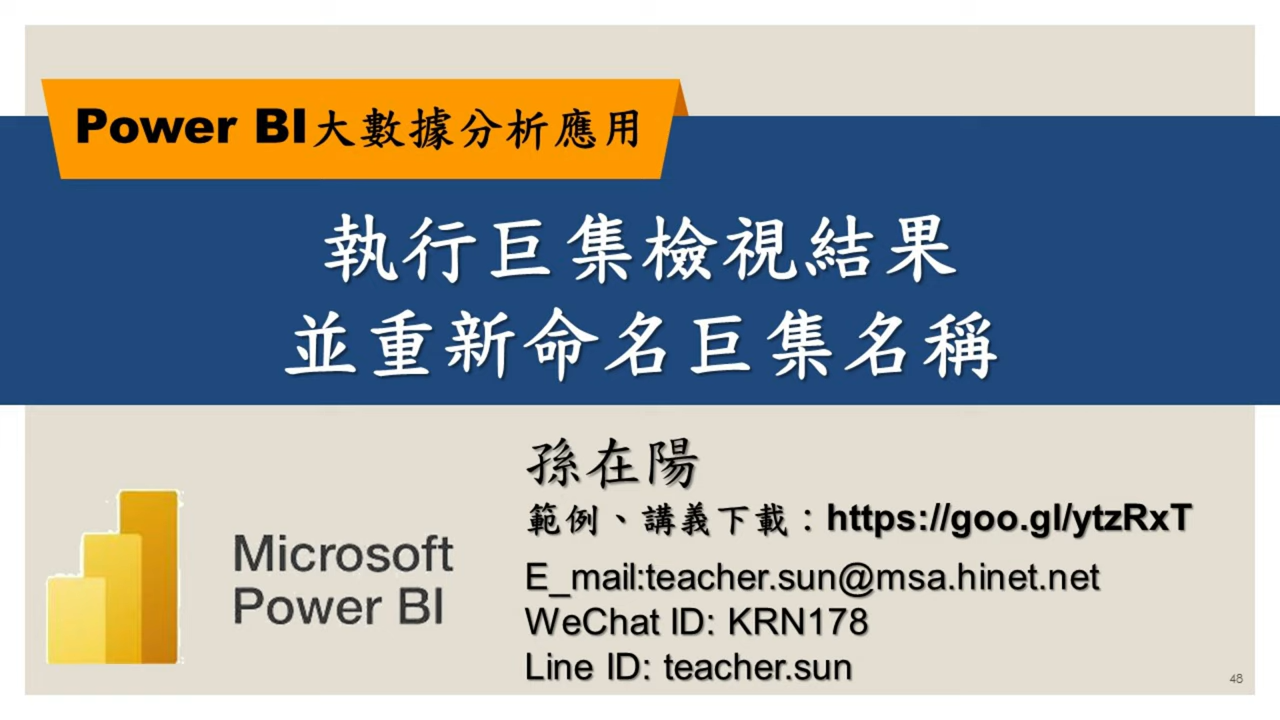 Power BI大數據分析應用
執行巨集檢視結果
並重新命名巨集名稱
孫在陽
範例、講義下載：https://goo.gl/ytzRxT
Microsoft
Power BI
E_mail:teacher.sun@msa.hinet.net
WeChat ID: KRN178
Line ID: teacher.sun
48